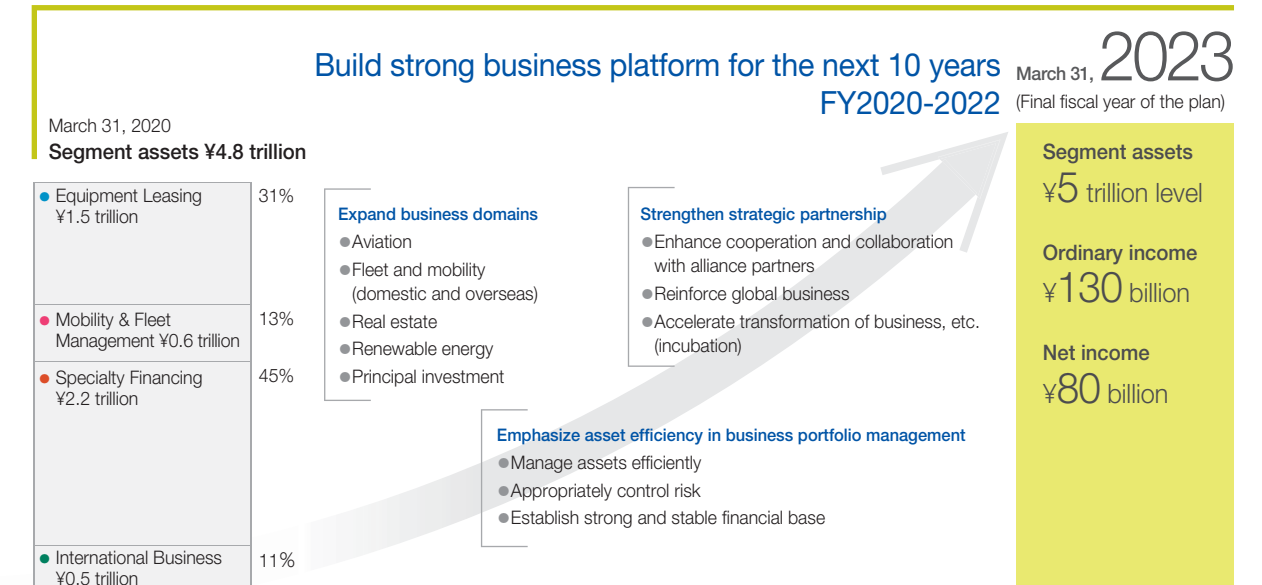 Build strong business platform for the next 10 years
FY2020-2022
March 31, 2023
(Final fiscal year of the plan)
March 31, 2020
Segment assets ¥4.8 trillion
● Equipment Leasing
¥1.5 trillion
31%
● Mobility & Fleet
Management ¥0.6 trillion
13%
● Specialty Financing
¥2.2 trillion
45%
● International Business
¥0.5 trillion
11%
Expand business domains
●Aviation
●Fleet and mobility
(domestic and overseas)
●Real estate
●Renewable energy
●Principal investment
Strengthen strategic partnership
●Enhance cooperation and collaboration
with alliance partners
●Reinforce global business
●Accelerate transformation of business, etc.
(incubation)
Emphasize asset efficiency in business portfolio management
●Manage assets efficiently
●Appropriately control risk
●Establish strong and stable financial base
Segment assets
¥5 trillion level
Ordinary income
¥130 billion
Net income
¥80 billion